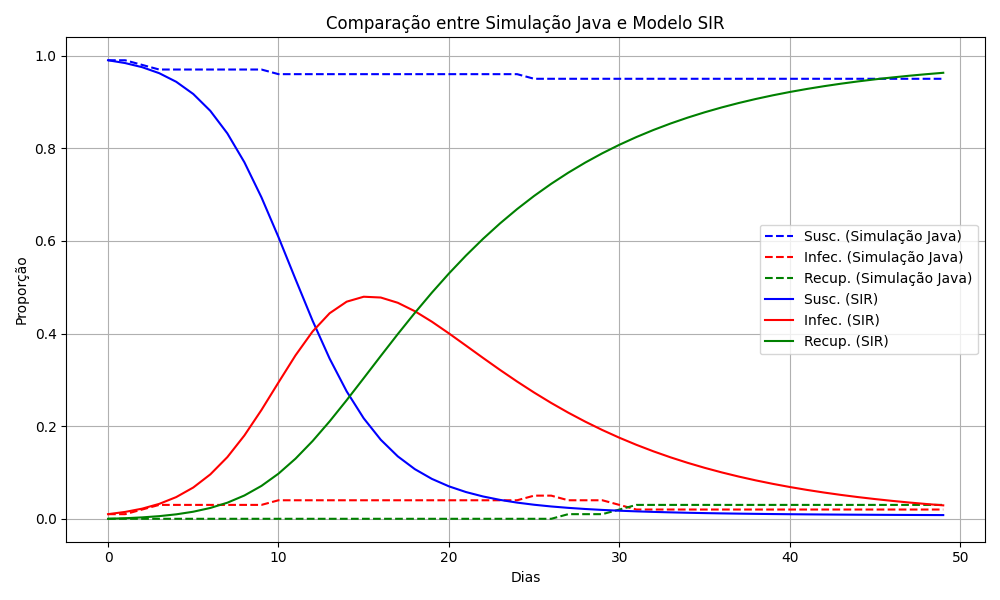 Comparação entre Simulação Java e Modelo SIR
Proporção
1.0
0.8
0.6
0.4
0.2
0.0
0
10
20
30
40
50
Dias
Susc. (Simulação Java)
Infec. (Simulação Java)
Recup. (Simulação Java)
Susc. (SIR)
Infec. (SIR)
Recup. (SIR)